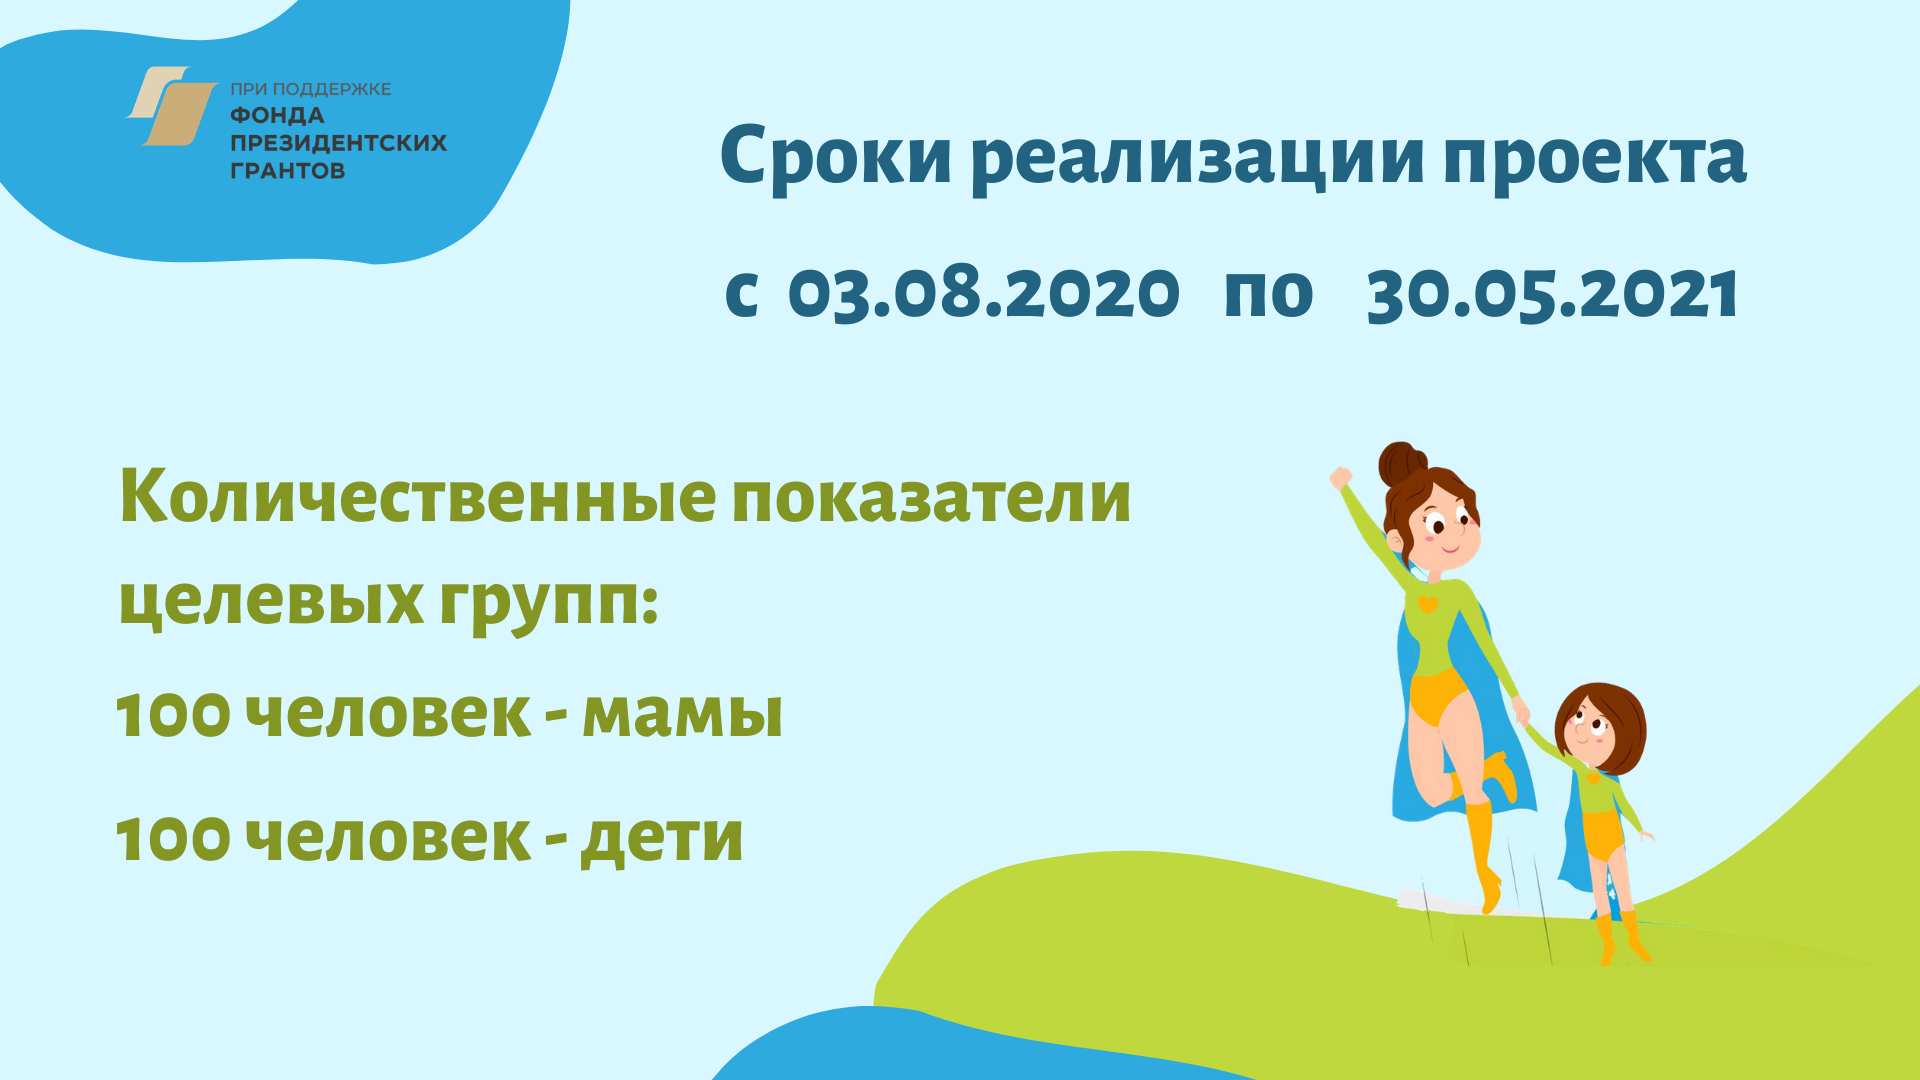 ПРИ ПОДДЕРЖКЕ
ФОНДА
ПРЕЗИДЕНТСКИХ
ГРАНТОВ
Сроки реализации проекта
с 03.08.2020 по 30.05.2021
Количественные показатели
целевых групп:
100 человек - мамы
100 человек - дети